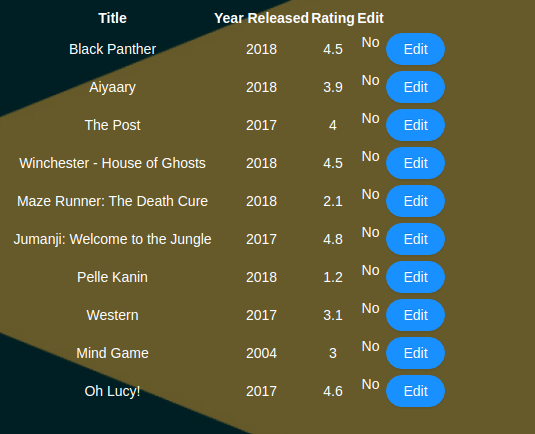 Title Year Released Rating Edit
Black Panther 2018 4.5 No Edit
Aiyaary 2018 3.9 No Edit
The Post 2017 4 No Edit
Winchester - House of Ghosts 2018 4.5 No Edit
Maze Runner: The Death Cure 2018 2.1 No Edit
Jumanji: Welcome to the Jungle 2017 4.8 No Edit
Pelle Kanin 2018 1.2 No Edit
Western 2017 3.1 No Edit
Mind Game 2004 3 No Edit
Oh Lucy! 2017 4.6 No Edit